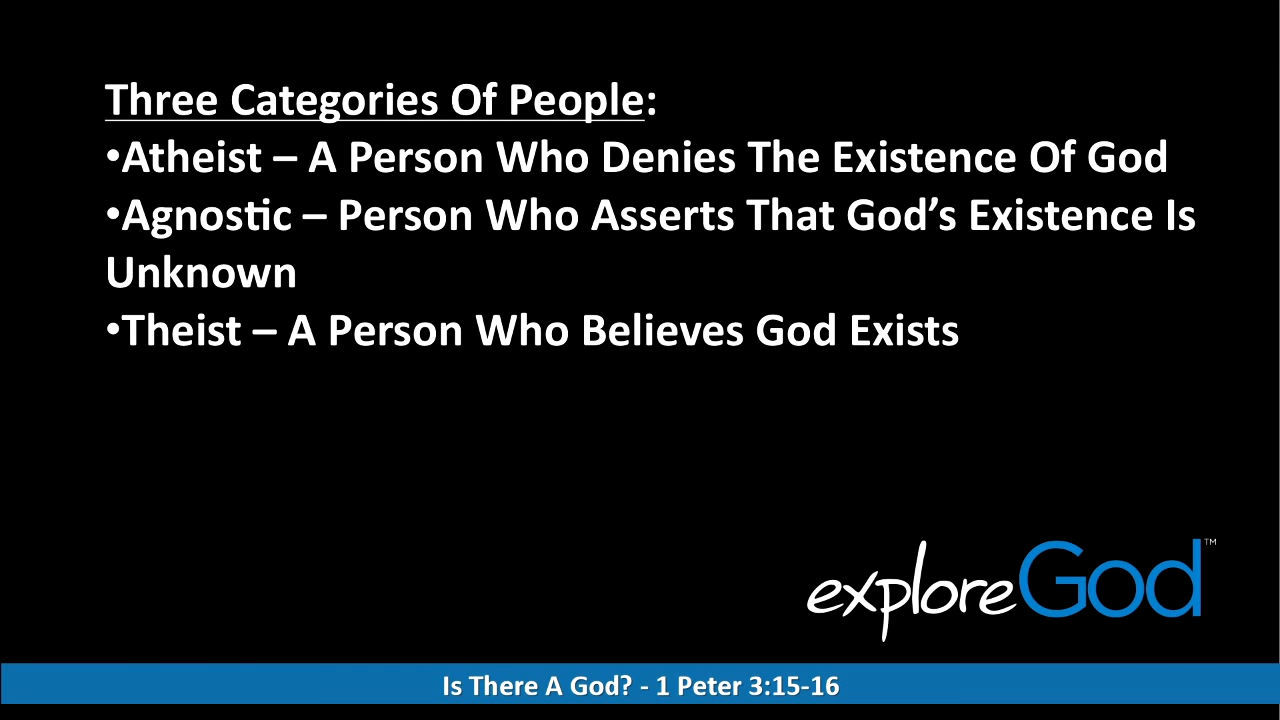 Three Categories Of People:
•Atheist – A Person Who Denies The Existence Of God
•Agnostic – Person Who Asserts That God’s Existence Is
Unknown
•Theist – A Person Who Believes God Exists
exploreGod™
Is There A God? - 1 Peter 3:15-16